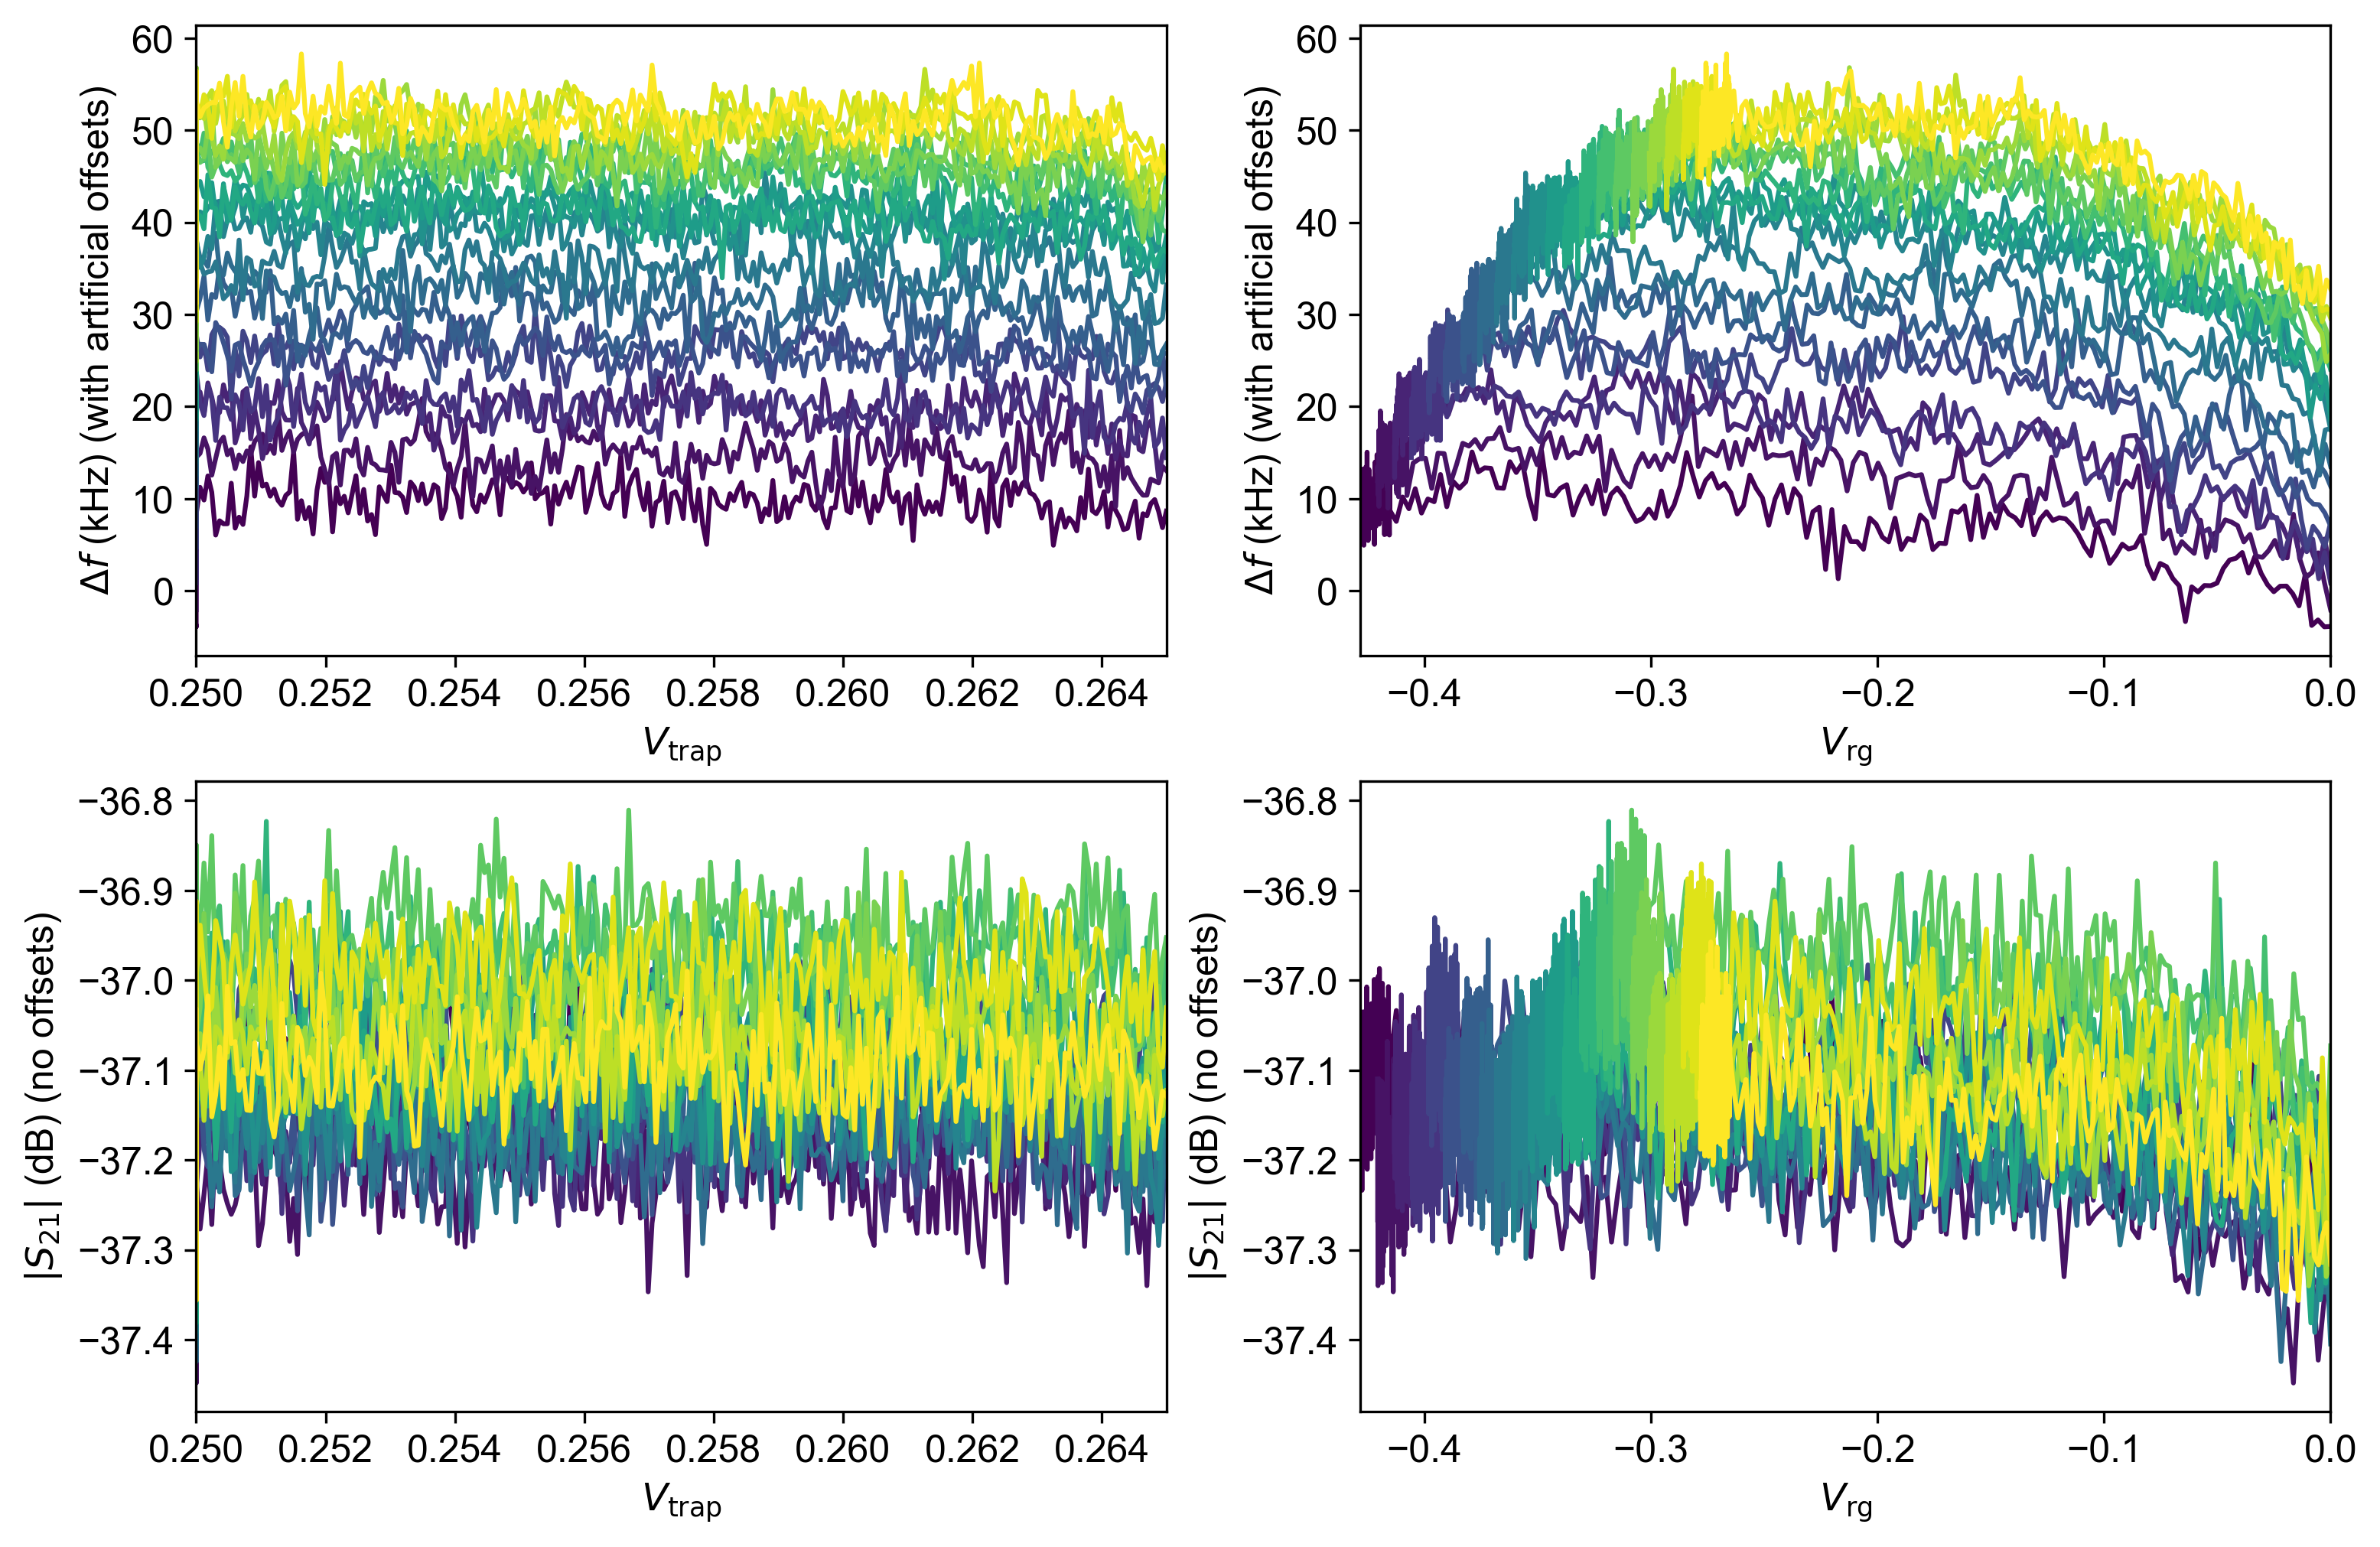 60
50
40
30
20
10
0
Δf (kHz) (with artificial offsets)
0.250 0.252 0.254 0.256 0.258 0.260 0.262 0.264
V_trap
60
50
40
30
20
10
0
Δf (kHz) (with artificial offsets)
−0.4 −0.3 −0.2 −0.1 0.0
V_rg
−36.8
−36.9
−37.0
−37.1
−37.2
−37.3
−37.4
|S_21| (dB) (no offsets)
0.250 0.252 0.254 0.256 0.258 0.260 0.262 0.264
V_trap
−36.8
−36.9
−37.0
−37.1
−37.2
−37.3
−37.4
|S_21| (dB) (no offsets)
−0.4 −0.3 −0.2 −0.1 0.0
V_rg